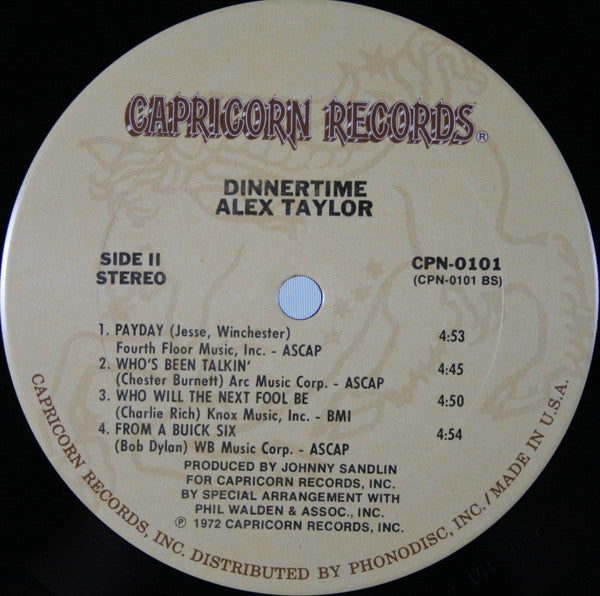 CAPRICORN RECORDS®
DINNERTIME
ALEX TAYLOR
SIDE II
STEREO
CPN-0101
(CPN-0101 BS)
1. PAYDAY (Jesse, Winchester) 4:53
Fourth Floor Music, Inc. - ASCAP
2. WHO'S BEEN TALKIN' 4:45
(Chester Burnett) Arc Music Corp. - ASCAP
3. WHO WILL THE NEXT FOOL BE 4:50
(Charlie Rich) Knox Music, Inc. - BMI
4. FROM A BUICK SIX 4:54
(Bob Dylan) WB Music Corp. - ASCAP
PRODUCED BY JOHNNY SANDLIN
FOR CAPRICORN RECORDS, INC.
BY SPECIAL ARRANGEMENT WITH
PHIL WALDEN & ASSOC., INC.
℗ 1972 CAPRICORN RECORDS, INC.
CAPRICORN RECORDS, INC. DISTRIBUTED BY PHONODISC, INC. / MADE IN U.S.A.